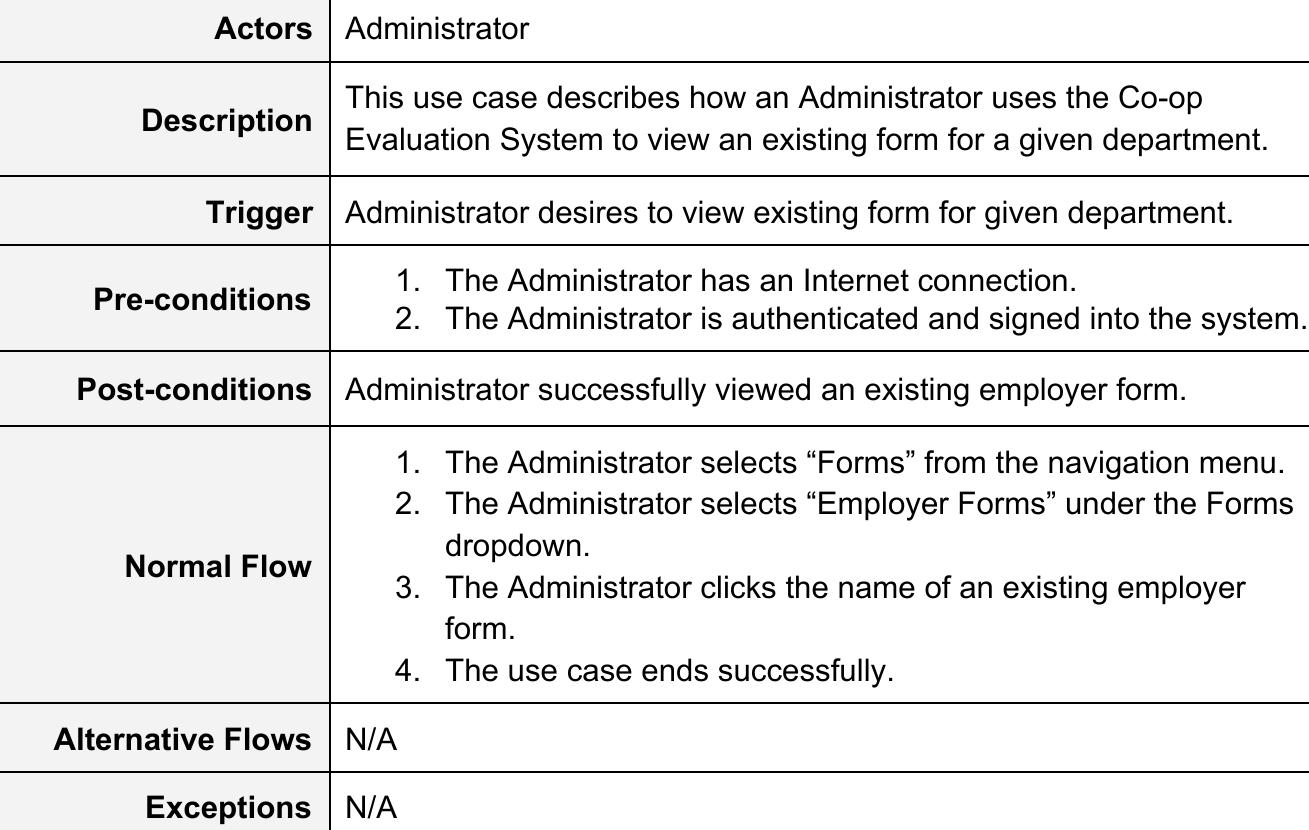 Actors Administrator
Description This use case describes how an Administrator uses the Co-op
Evaluation System to view an existing form for a given department.
Trigger Administrator desires to view existing form for given department.
Pre-conditions 1. The Administrator has an Internet connection.
2. The Administrator is authenticated and signed into the system.
Post-conditions Administrator successfully viewed an existing employer form.
Normal Flow 1. The Administrator selects “Forms” from the navigation menu.
2. The Administrator selects “Employer Forms” under the Forms
dropdown.
3. The Administrator clicks the name of an existing employer
form.
4. The use case ends successfully.
Alternative Flows N/A
Exceptions N/A